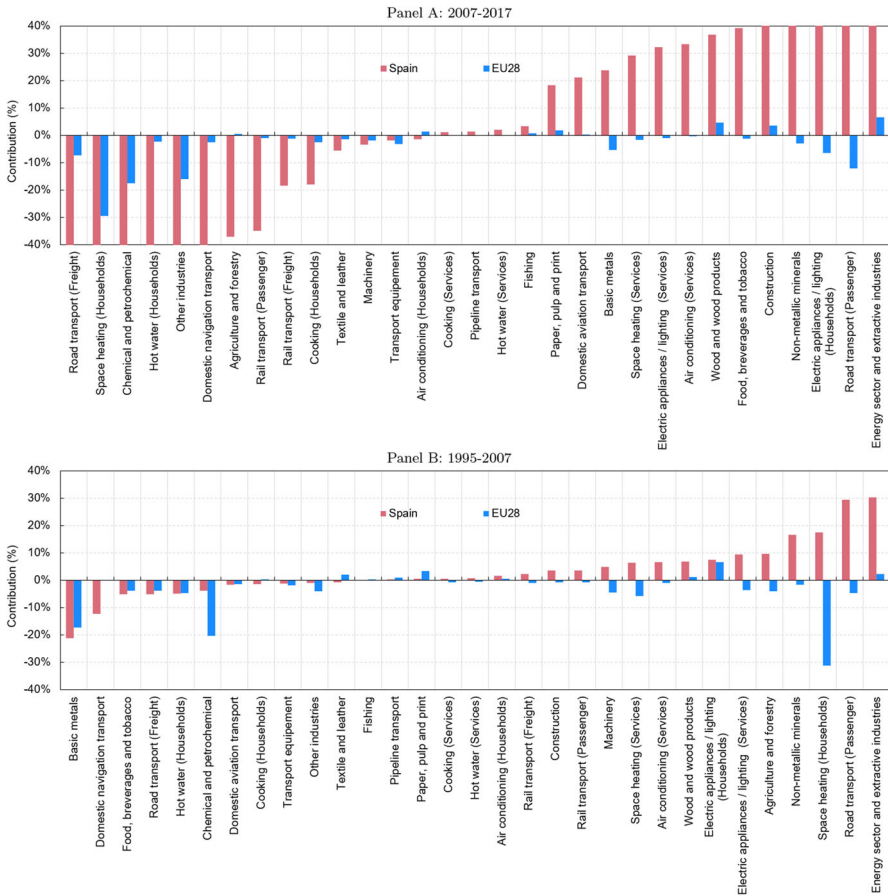 Panel A: 2007-2017
40%
30%
20%
10%
0%
-10%
-20%
-30%
-40%
Contribution (%)
Spain
EU28
Road transport (Freight)
Space heating (Households)
Chemical and petrochemical
Hot water (Households)
Other industries
Domestic navigation transport
Agriculture and forestry
Rail transport (Passenger)
Rail transport (Freight)
Cooking (Households)
Textile and leather
Machinery
Transport equipement
Air conditioning (Households)
Cooking (Services)
Pipeline transport
Hot water (Services)
Fishing
Paper, pulp and print
Domestic aviation transport
Basic metals
Space heating (Services)
Electric appliances / lighting (Services)
Air conditioning (Services)
Wood and wood products
Food, breverages and tobacco
Construction
Non-metallic minerals
Electric appliances / lighting
(Households)
Road transport (Passenger)
Energy sector and extractive industries
Panel B: 1995-2007
40%
30%
20%
10%
0%
-10%
-20%
-30%
-40%
Contribution (%)
Spain
EU28
Basic metals
Domestic navigation transport
Food, breverages and tobacco
Road transport (Freight)
Hot water (Households)
Chemical and petrochemical
Domestic aviation transport
Cooking (Households)
Transport equipement
Other industries
Textile and leather
Fishing
Pipeline transport
Paper, pulp and print
Cooking (Services)
Hot water (Services)
Air conditioning (Households)
Rail transport (Freight)
Construction
Rail transport (Passenger)
Machinery
Space heating (Services)
Air conditioning (Services)
Wood and wood products
Electric appliances / lighting
(Households)
Electric appliances / lighting (Services)
Agriculture and forestry
Non-metallic minerals
Space heating (Households)
Road transport (Passenger)
Energy sector and extractive industries